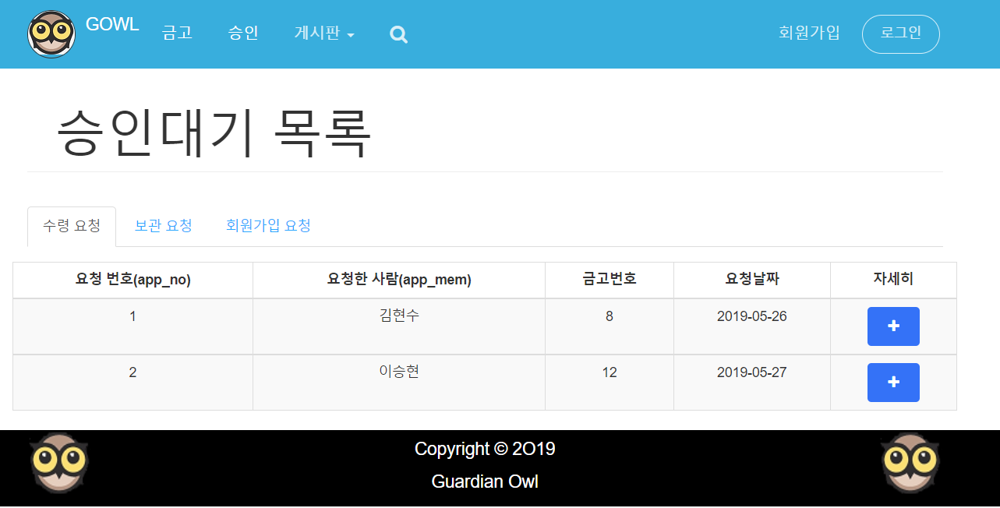 GOWL 금고 승인 게시판 회원가입 로그인
승인대기 목록
수령 요청 보관 요청 회원가입 요청
요청 번호(app_no) 요청한 사람(app_mem) 금고번호 요청날짜 자세히
1 김현수 8 2019-05-26
2 이승현 12 2019-05-27
Copyright © 2O19
Guardian Owl